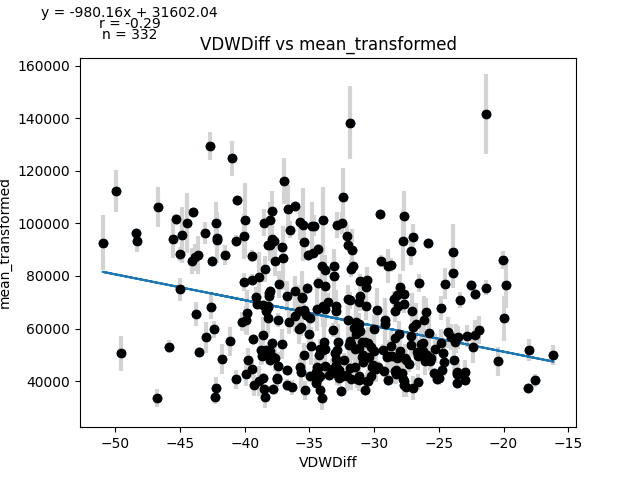 y = -980.16x + 31602.04
r = -0.29
n = 332
VDWDiff vs mean_transformed
160000
140000
120000
100000
80000
60000
40000
mean_transformed
−50 −45 −40 −35 −30 −25 −20 −15
VDWDiff